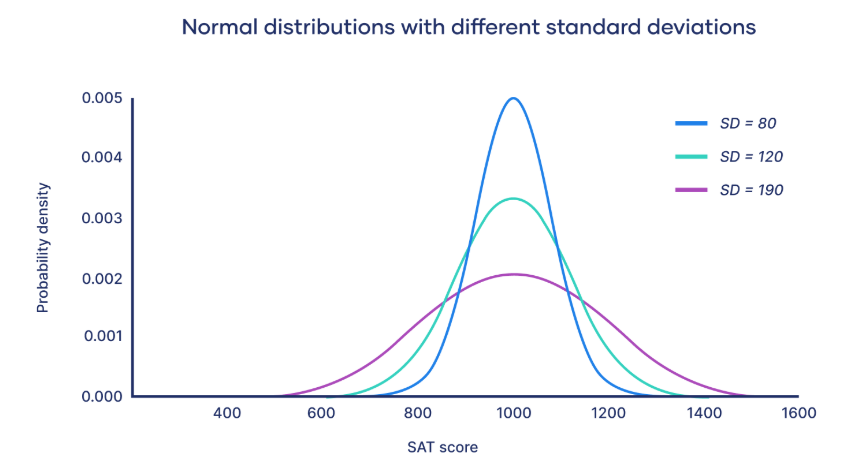 Normal distributions with different standard deviations
0.005
0.004
0.003
0.002
0.001
0.000
Probability density
SD = 80
SD = 120
SD = 190
400 600 800 1000 1200 1400 1600
SAT score